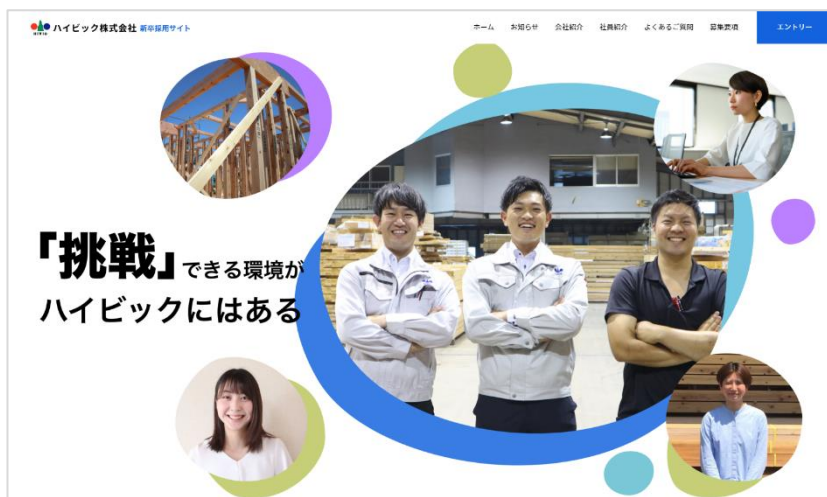 ハイビック株式会社 新卒採用サイト
ホーム お知らせ 会社紹介 社員紹介 よくあるご質問 募集要項 エントリー
「挑戦」できる環境が
ハイビックにはある